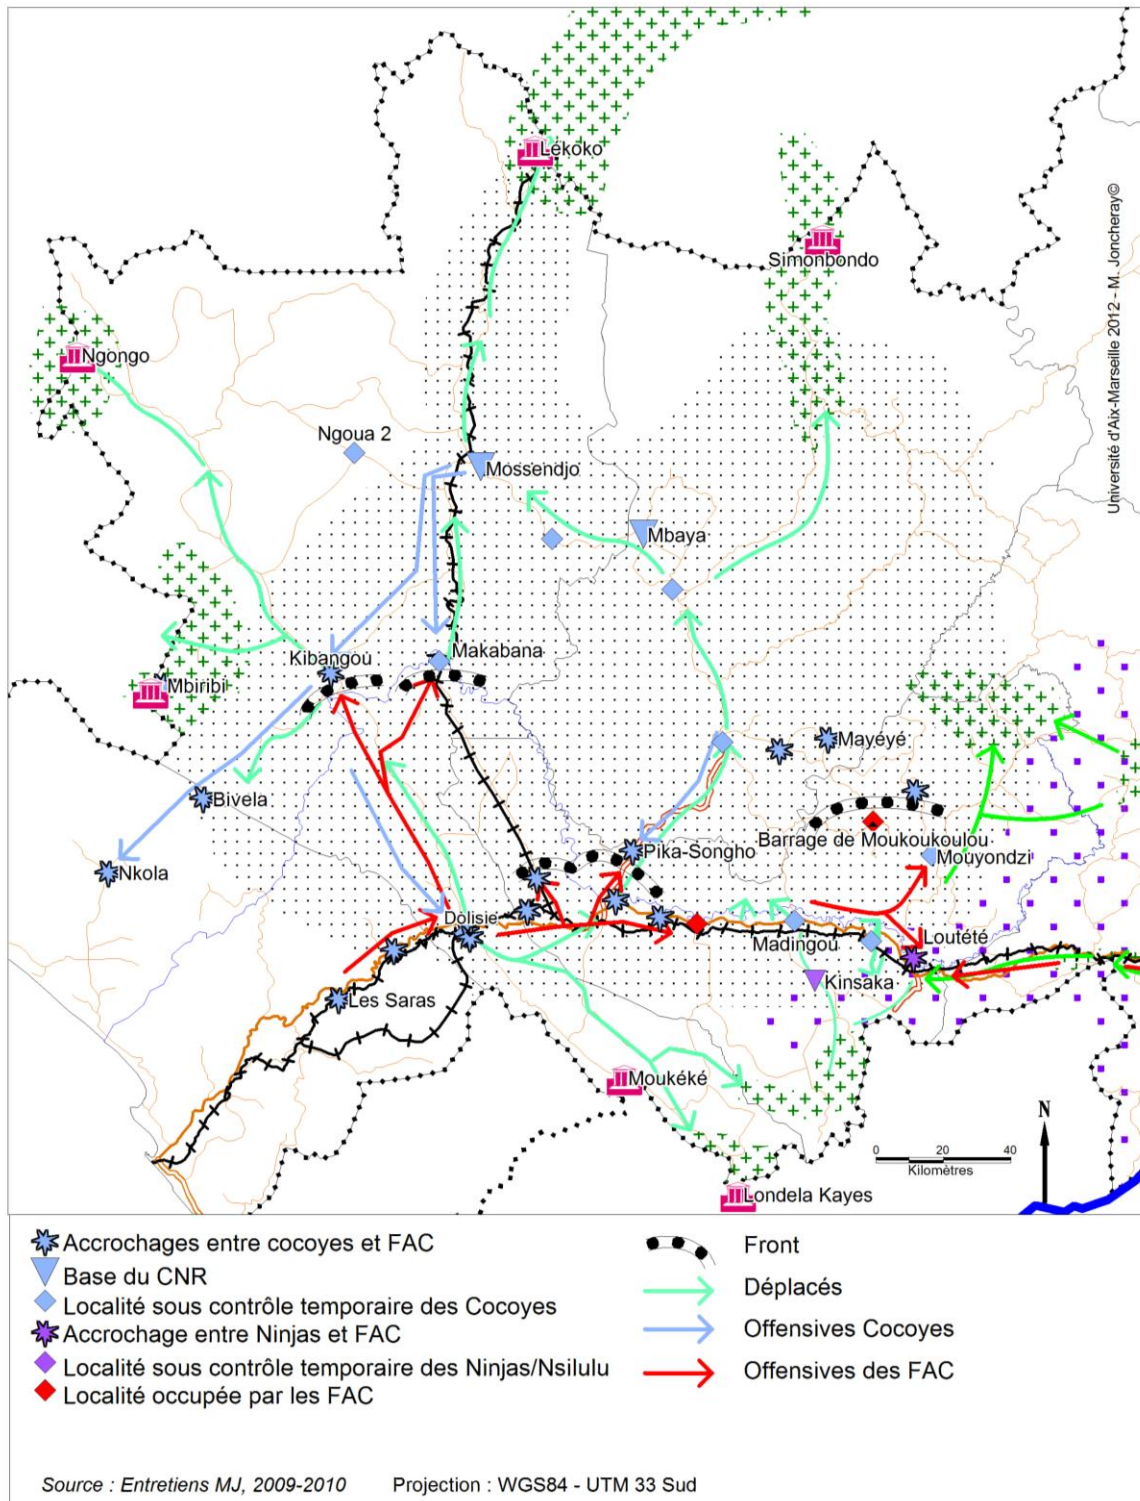 Lékoko
Simonbondo
Université d'Aix-Marseille 2012 - M. Joncheray©
Ngongo
Ngoua 2
Mossendjo
Mbaya
Kibangou
Makabana
Mbiribi
Mayéyé
Bivela
Barrage de Moukoukoulou
Pika-Songho
Mouyondzi
Nkola
Dolisie
Madingou
Loutété
Les Saras
Kinsaka
Moukéké
N
0 20 40
Kilomètres
Londela Kayes
Accrochages entre cocoyes et FAC
Base du CNR
Localité sous contrôle temporaire des Cocoyes
Accrochage entre Ninjas et FAC
Localité sous contrôle temporaire des Ninjas/Nsilulu
Localité occupée par les FAC
Front
Déplacés
Offensives Cocoyes
Offensives des FAC
Source : Entretiens MJ, 2009-2010 Projection : WGS84 - UTM 33 Sud